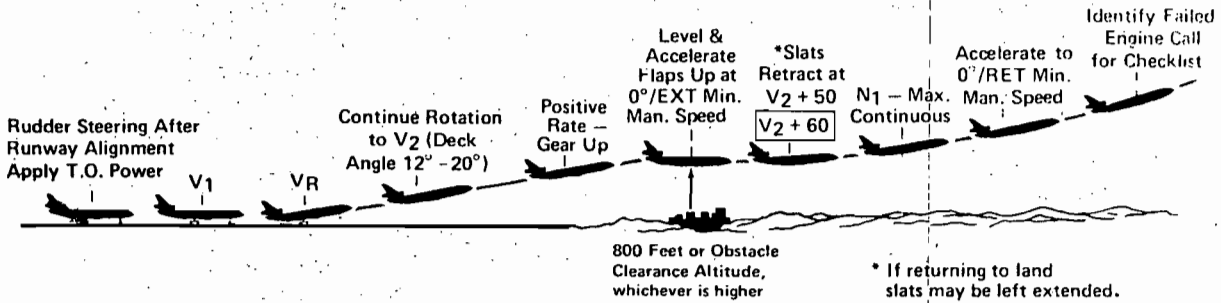 Rudder Steering After
Runway Alignment
Apply T.O. Power
V1
VR
Continue Rotation
to V2 (Deck
Angle 12° – 20°)
Positive
Rate –
Gear Up
Level &
Accelerate
Flaps Up at
0°/EXT Min.
Man. Speed
*Slats
Retract at
V2 + 50
V2 + 60
N1 – Max.
Continuous
Accelerate to
0°/RET Min.
Man. Speed
Identify Failed
Engine Call
for Checklist
800 Feet or Obstacle
Clearance Altitude,
whichever is higher
* If returning to land
slats may be left extended.